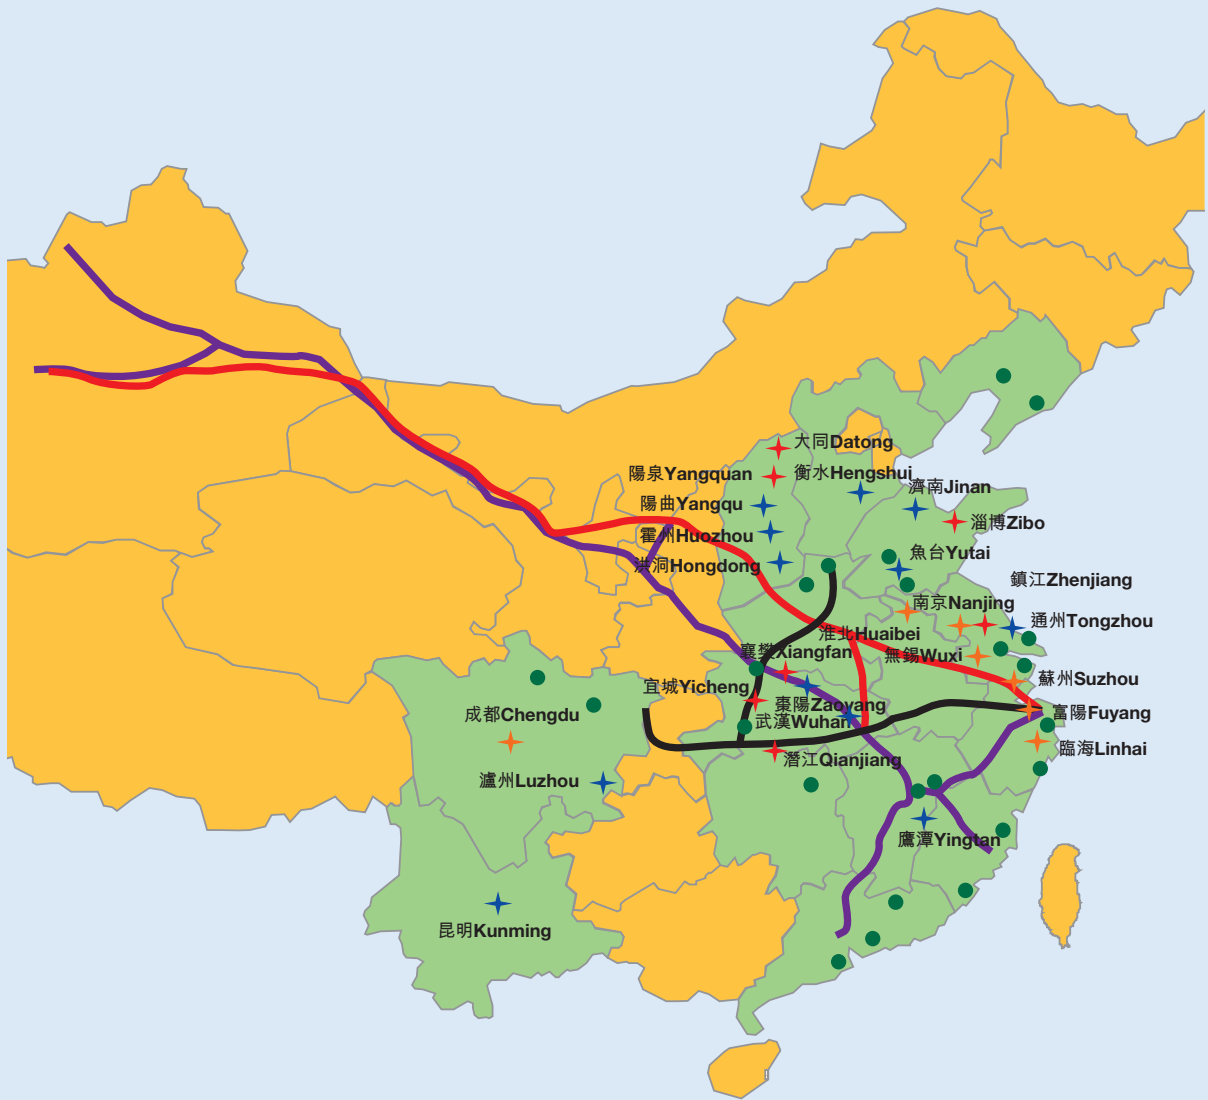 大同Datong
陽泉Yangquan
衡水Hengshui
濟南Jinan
陽曲Yangqu
淄博Zibo
霍州Huozhou
魚台Yutai
洪洞Hongdong
鎮江Zhenjiang
南京Nanjing
通州Tongzhou
淮北Huaibei
襄樊Xiangfan
無錫Wuxi
蘇州Suzhou
宜城Yicheng
棗陽Zaoyang
成都Chengdu
武漢Wuhan
富陽Fuyang
臨海Linhai
潛江Qianjiang
瀘州Luzhou
鷹潭Yingtan
昆明Kunming